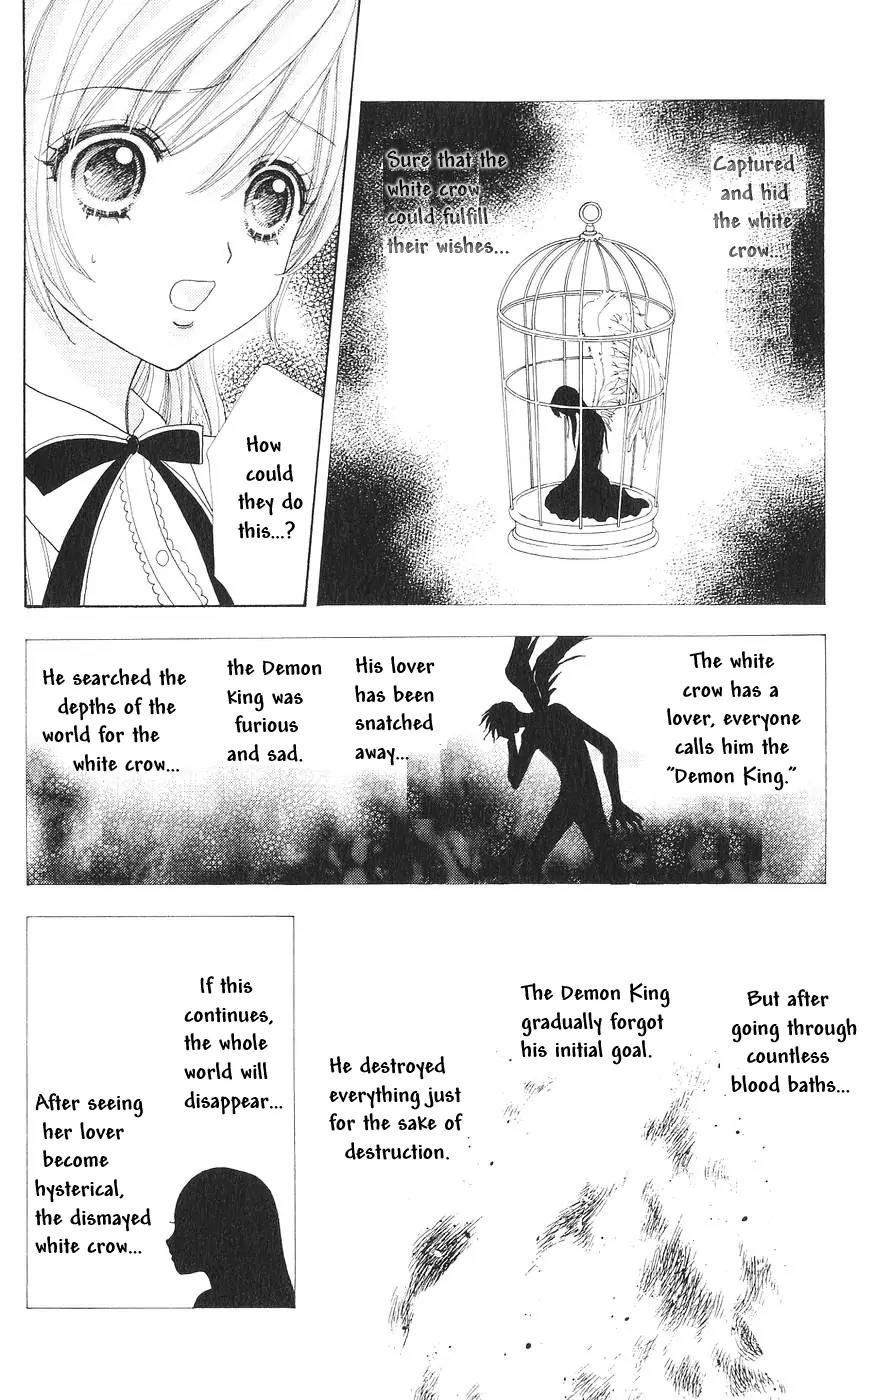 Captured
and hid
the white
crow...
Sure that the
white crow
could fulfill
their wishes...
How
could
they do
this...?
The white
crow has a
lover, everyone
calls him the
"Demon King."
His lover
has been
snatched
away...
the Demon
King was
furious
and sad.
He searched the
depths of the
world for the
white crow...
But after
going through
countless
blood baths...
The Demon King
gradually forgot
his initial goal.
He destroyed
everything just
for the sake of
destruction.
If this
continues,
the whole
world will
disappear...
After seeing
her lover
become
hysterical,
the dismayed
white crow...